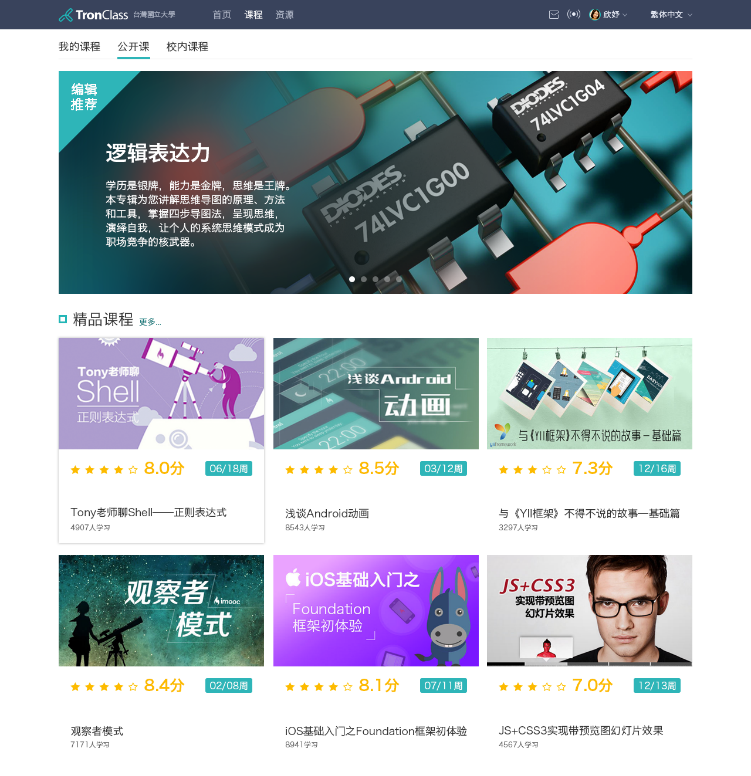 TronClass 台灣國立大學 首页 课程 资源 欣妤 繁体中文
我的课程 公开课 校内课程
编辑
推荐
DIODES
74LVC1G04
DIODES
74LVC1G00
逻辑表达力
学历是银牌，能力是金牌，思维是王牌。
本专辑为您讲解思维导图的原理、方法
和工具，掌握四步导图法，呈现思维，
演绎自我，让个人的系统思维模式成为
职场竞争的核武器。
精品课程 更多...
Tony老师聊
Shell
正则表达式
浅谈Android
动画
与《YII框架》不得不说的故事－基础篇
8.0分 06/18周
8.5分 03/12周
7.3分 12/16周
Tony老师聊Shell——正则表达式
4907人学习
浅谈Android动画
8543人学习
与《YII框架》不得不说的故事—基础篇
3297人学习
观察者
imooc
模式
iOS基础入门之
Foundation
框架初体验
JS+CSS3
实现带预览图
幻灯片效果
8.4分 02/08周
8.1分 07/11周
7.0分 12/13周
观察者模式
7171人学习
iOS基础入门之Foundation框架初体验
8941人学习
JS+CSS3实现带预览图幻灯片效果
4567人学习